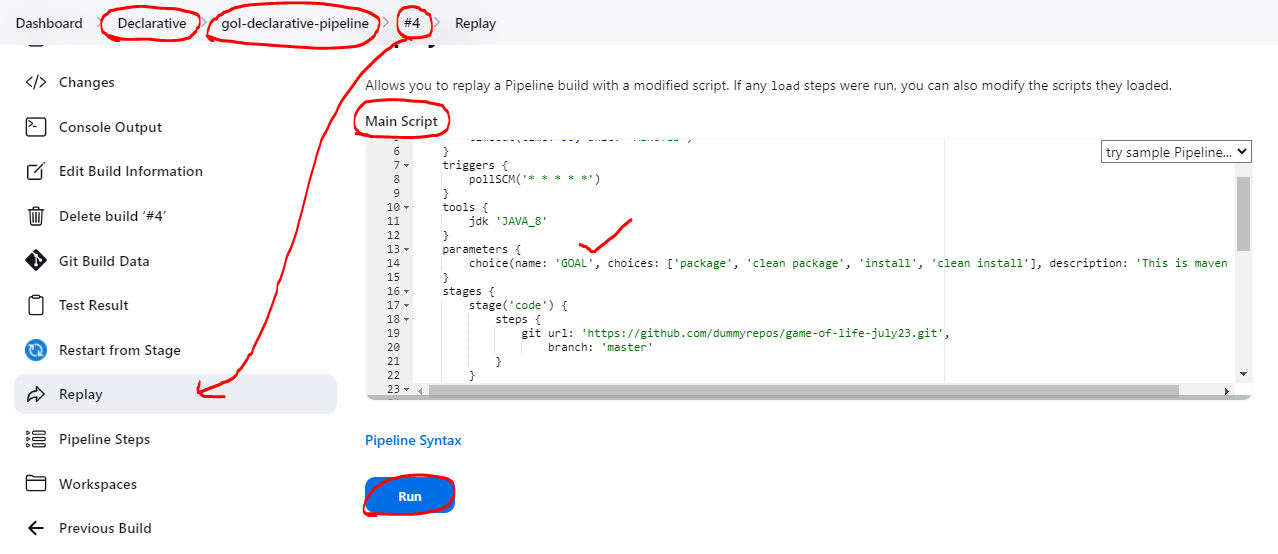 Dashboard > Declarative > gol-declarative-pipeline > #4 > Replay
Changes
Console Output
Edit Build Information
Delete build ‘#4’
Git Build Data
Test Result
Restart from Stage
Replay
Pipeline Steps
Workspaces
Previous Build
Allows you to replay a Pipeline build with a modified script. If any load steps were run, you can also modify the scripts they loaded.
Main Script
try sample Pipeline...
6 }
7 triggers {
8 pollSCM('* * * * *')
9 }
10 tools {
11 jdk 'JAVA_8'
12 }
13 parameters {
14 choice(name: 'GOAL', choices: ['package', 'clean package', 'install', 'clean install'], description: 'This is maven
15 }
16 stages {
17 stage('code') {
18 steps {
19 git url: 'https://github.com/dummyrepos/game-of-life-july23.git',
20 branch: 'master'
21 }
22 }
23
Pipeline Syntax
Run